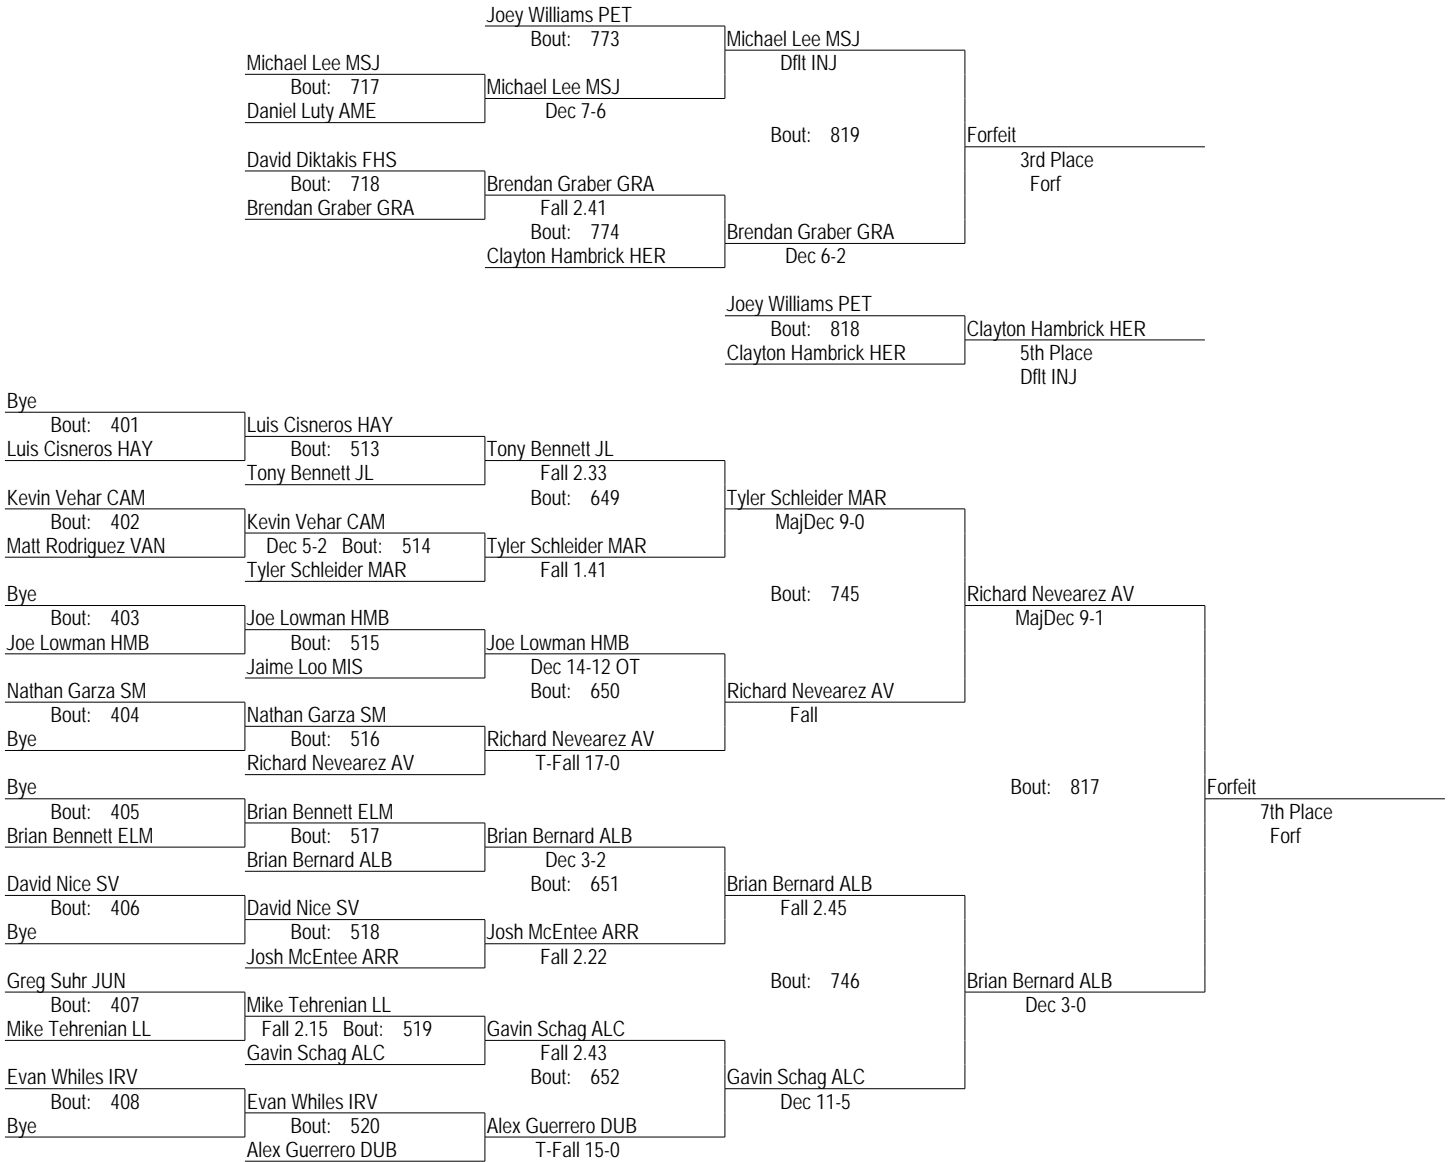 Joey Williams PET
Bout: 773
Michael Lee MSJ
Michael Lee MSJ
Dflt INJ
Bout: 717
Michael Lee MSJ
Daniel Luty AME
Dec 7-6
Bout: 819
Forfeit
David Diktakis FHS
3rd Place
Bout: 718
Brendan Graber GRA
Forf
Brendan Graber GRA
Fall 2.41
Bout: 774
Brendan Graber GRA
Clayton Hambrick HER
Dec 6-2
Joey Williams PET
Bout: 818
Clayton Hambrick HER
Clayton Hambrick HER
5th Place
Dflt INJ
Bye
Bout: 401
Luis Cisneros HAY
Luis Cisneros HAY
Bout: 513
Tony Bennett JL
Tony Bennett JL
Fall 2.33
Kevin Vehar CAM
Bout: 649
Tyler Schleider MAR
Bout: 402
Kevin Vehar CAM
MajDec 9-0
Matt Rodriguez VAN
Dec 5-2 Bout: 514
Tyler Schleider MAR
Tyler Schleider MAR
Fall 1.41
Bye
Bout: 745
Richard Nevearez AV
Bout: 403
Joe Lowman HMB
MajDec 9-1
Joe Lowman HMB
Bout: 515
Joe Lowman HMB
Jaime Loo MIS
Dec 14-12 OT
Nathan Garza SM
Bout: 650
Richard Nevearez AV
Bout: 404
Nathan Garza SM
Fall
Bye
Bout: 516
Richard Nevearez AV
Richard Nevearez AV
T-Fall 17-0
Bye
Bout: 817
Forfeit
Bout: 405
Brian Bennett ELM
7th Place
Brian Bennett ELM
Bout: 517
Brian Bernard ALB
Forf
Brian Bernard ALB
Dec 3-2
David Nice SV
Bout: 651
Brian Bernard ALB
Bout: 406
David Nice SV
Fall 2.45
Bye
Bout: 518
Josh McEntee ARR
Josh McEntee ARR
Fall 2.22
Greg Suhr JUN
Bout: 746
Brian Bernard ALB
Bout: 407
Mike Tehrenian LL
Dec 3-0
Mike Tehrenian LL
Fall 2.15 Bout: 519
Gavin Schag ALC
Gavin Schag ALC
Fall 2.43
Evan Whiles IRV
Bout: 652
Gavin Schag ALC
Bout: 408
Evan Whiles IRV
Dec 11-5
Bye
Bout: 520
Alex Guerrero DUB
Alex Guerrero DUB
T-Fall 15-0